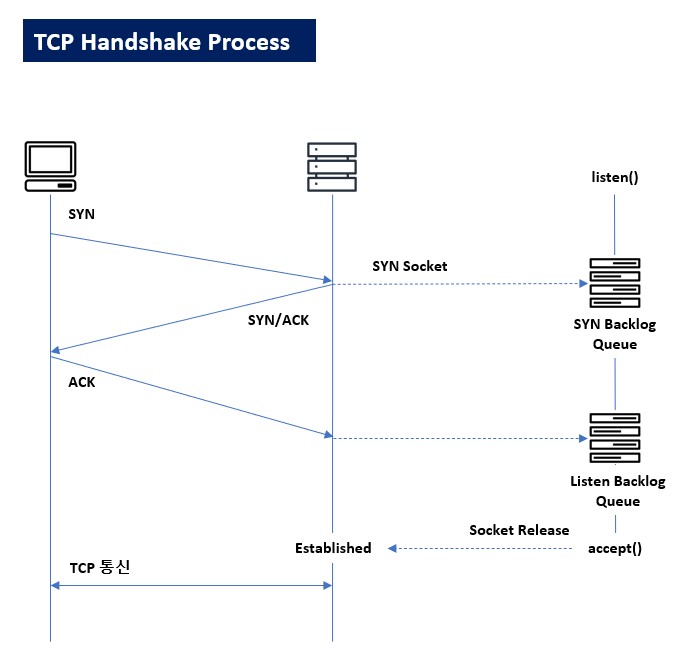 TCP Handshake Process
listen()
SYN
SYN Socket
SYN/ACK
SYN Backlog
Queue
ACK
Listen Backlog
Queue
Socket Release
Established
accept()
TCP 통신